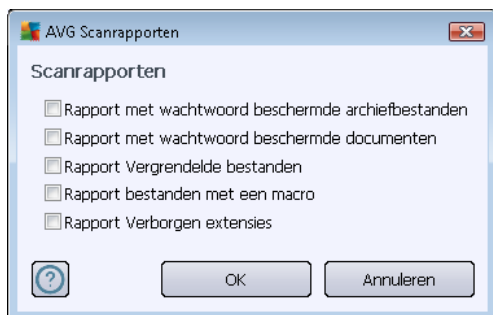 AVG Scanrapporten
Scanrapporten
Rapport met wachtwoord beschermde archiefbestanden
Rapport met wachtwoord beschermde documenten
Rapport Vergrendelde bestanden
Rapport bestanden met een macro
Rapport Verborgen extensies
?
OK
Annuleren